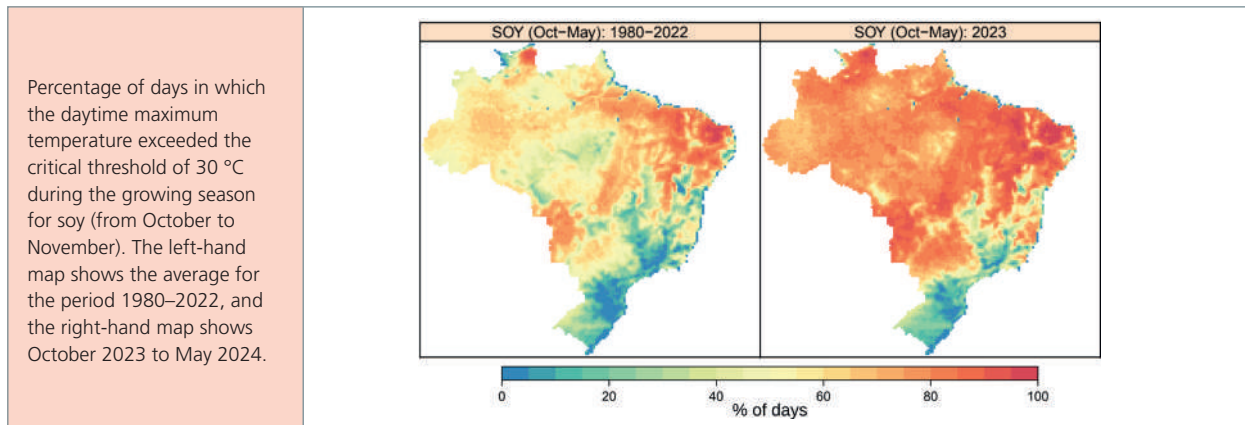 Percentage of days in which
the daytime maximum
temperature exceeded the
critical threshold of 30 °C
during the growing season
for soy (from October to
November). The left-hand
map shows the average for
the period 1980–2022, and
the right-hand map shows
October 2023 to May 2024.
SOY (Oct−May): 1980−2022
SOY (Oct−May): 2023
0 20 40 60 80 100
% of days